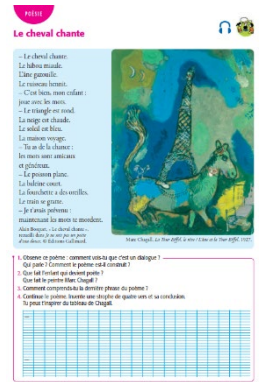 POÉSIE
Le cheval chante
– Le cheval chante.
Le hibou miaule.
L'âne gazouille.
Le ruisseau hennit.
– C'est bien, mon enfant ;
joue avec les mots.
– Le triangle est rond.
La neige est chaude.
Le soleil est bleu.
La maison voyage.
– Tu as de la chance ;
les mots sont amicaux
et généreux.
– Le poisson plane.
La baleine court.
La fourchette a des oreilles.
Le train se gratte.
– Je t'avais prévenu :
maintenant les mots te mordent.
Alain Bosquet, « Le cheval chante »,
© Éditions Gallimard.
Marc Chagall, La Tour Eiffel, 1927.
1. Observe ce poème : comment vois-tu que c'est un dialogue ?
Qui parle ? Comment le poème est-il construit ?
2. Que fait l'enfant qui devient poète ?
Que fait le peintre Marc Chagall ?
3. Comment comprends-tu la dernière phrase du poème ?
4. Continue le poème. Invente une strophe de quatre vers et sa conclusion.
Tu peux t'inspirer du tableau de Chagall.